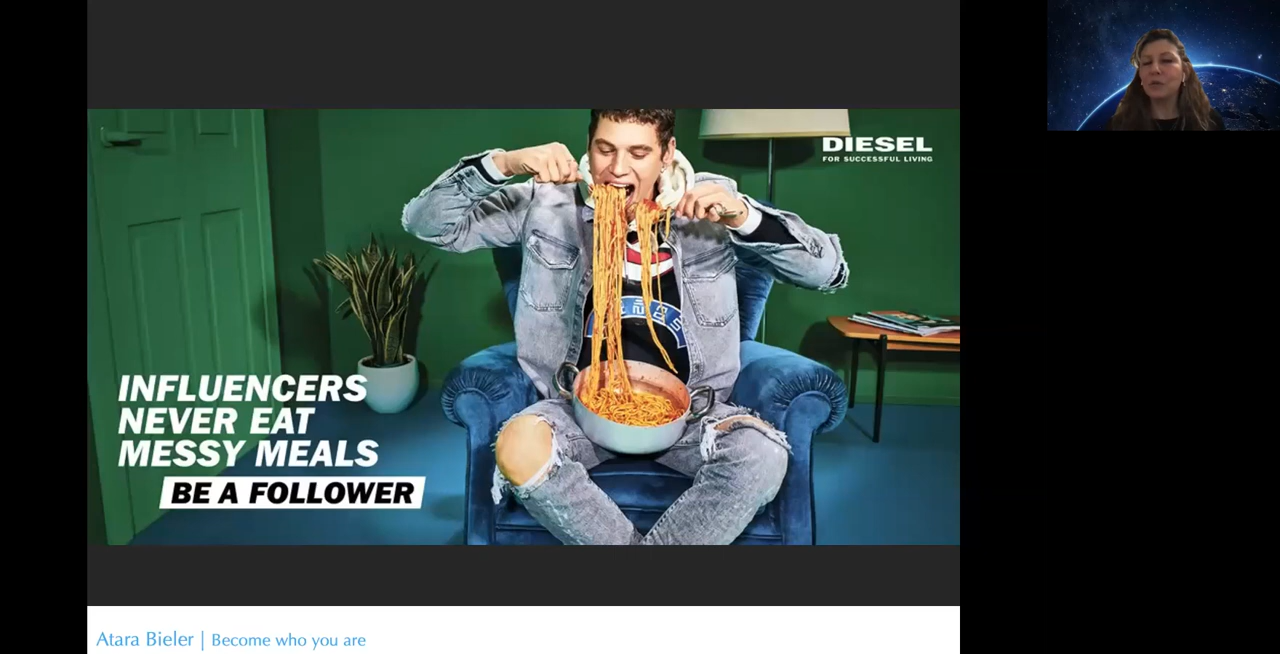 DIESEL
FOR SUCCESSFUL LIVING
INFLUENCERS
NEVER EAT
MESSY MEALS
BE A FOLLOWER
Atara Bieler | Become who you are